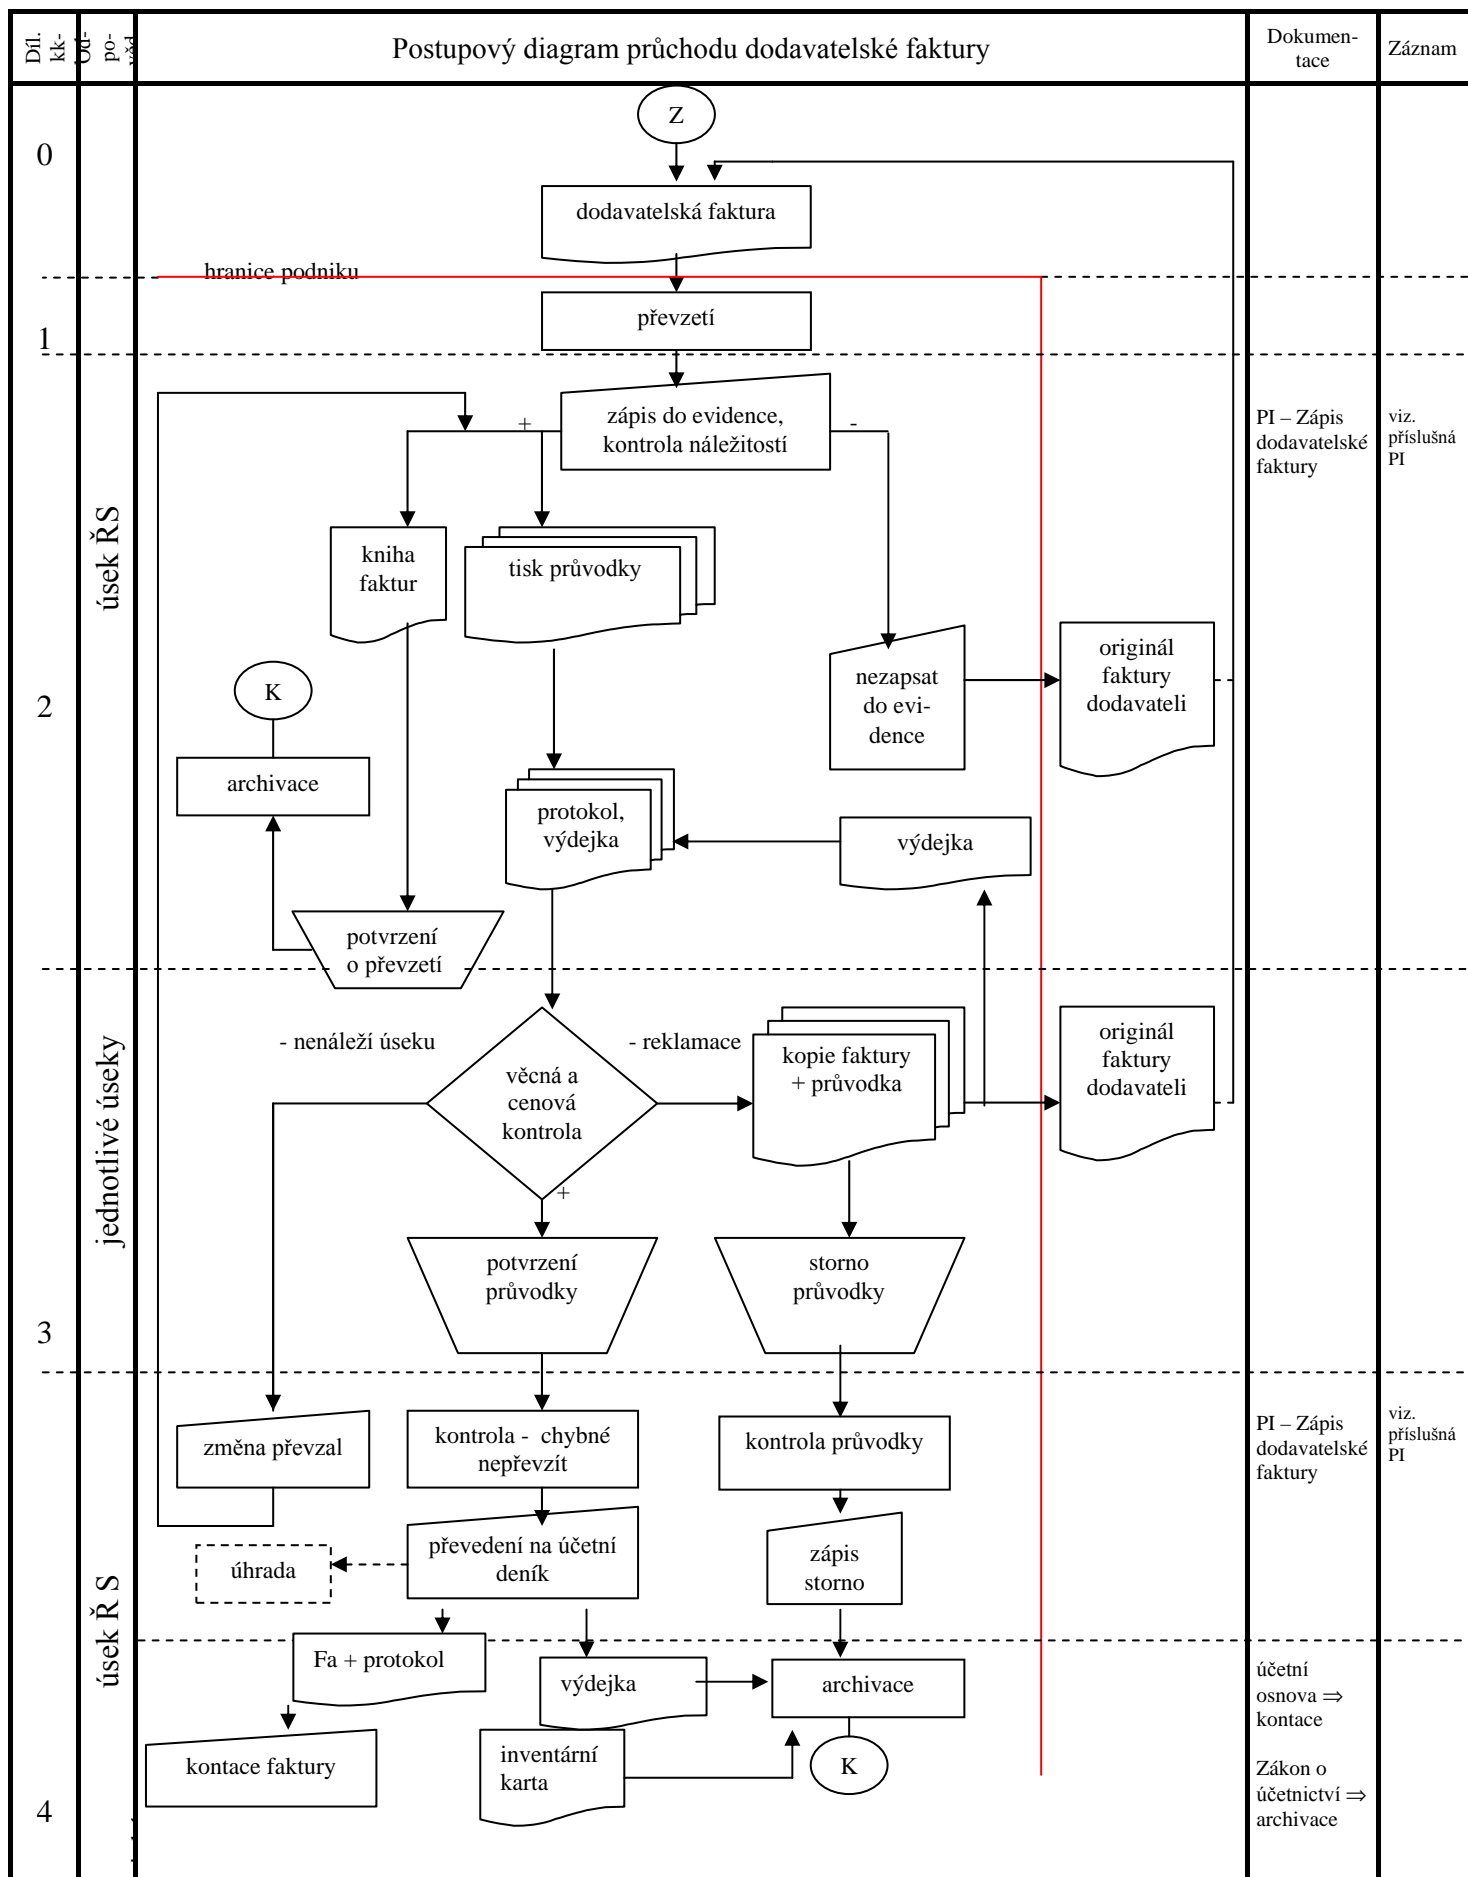 Díl.
kk-
Od-
po-
věd
Postupový diagram průchodu dodavatelské faktury
Dokumen-
tace
Záznam
Z
0
dodavatelská faktura
hranice podniku
převzetí
1
zápis do evidence,
kontrola náležitostí
+
-
PI – Zápis
dodavatelské
faktury
viz.
příslušná
PI
úsek ŘS
kniha
faktur
tisk průvodky
nezapsat
do evi-
dence
originál
faktury
dodavateli
K
2
archivace
protokol,
výdejka
výdejka
potvrzení
o převzetí
jednotlivé úseky
- nenáleží úseku
- reklamace
věcná a
cenová
kontrola
+
kopie faktury
+ průvodka
originál
faktury
dodavateli
potvrzení
průvodky
storno
průvodky
3
změna převzal
kontrola - chybné
nepřevzít
kontrola průvodky
PI – Zápis
dodavatelské
faktury
viz.
příslušná
PI
úhrada
převedení na účetní
deník
zápis
storno
úsek Ř S
Fa + protokol
výdejka
archivace
účetní
osnova ⇒
kontace
kontace faktury
inventární
karta
K
Zákon o
účetnictví ⇒
archivace
4